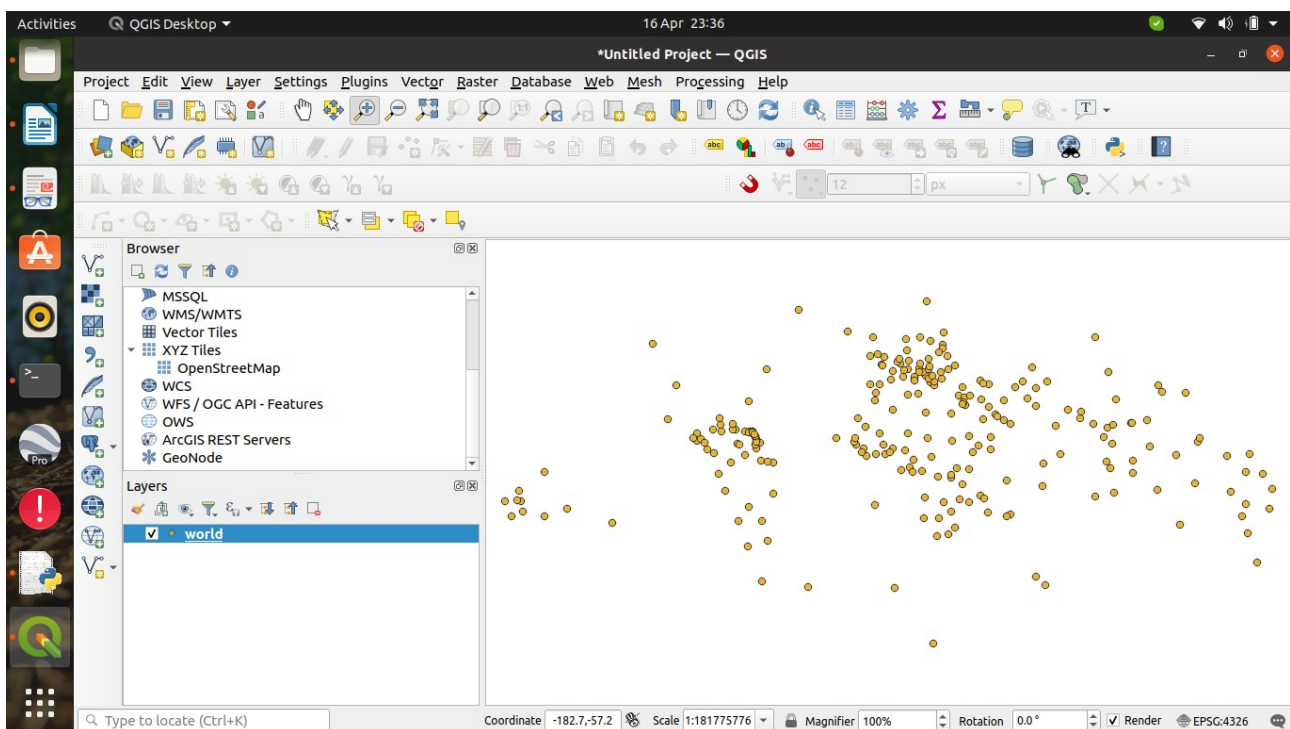 Activities QGIS Desktop 16 Apr 23:36
*Untitled Project — QGIS
Project Edit View Layer Settings Plugins Vector Raster Database Web Mesh Processing Help
a Σ T
abc abc abc ?
12 px
Browser
MSSQL
WMS/WMTS
Vector Tiles
XYZ Tiles
OpenStreetMap
WCS
WFS / OGC API - Features
OWS
ArcGIS REST Servers
GeoNode
Pro
Layers
world
Type to locate (Ctrl+K) Coordinate -182.7,-57.2 Scale 1:181775776 Magnifier 100% Rotation 0.0 ° Render EPSG:4326